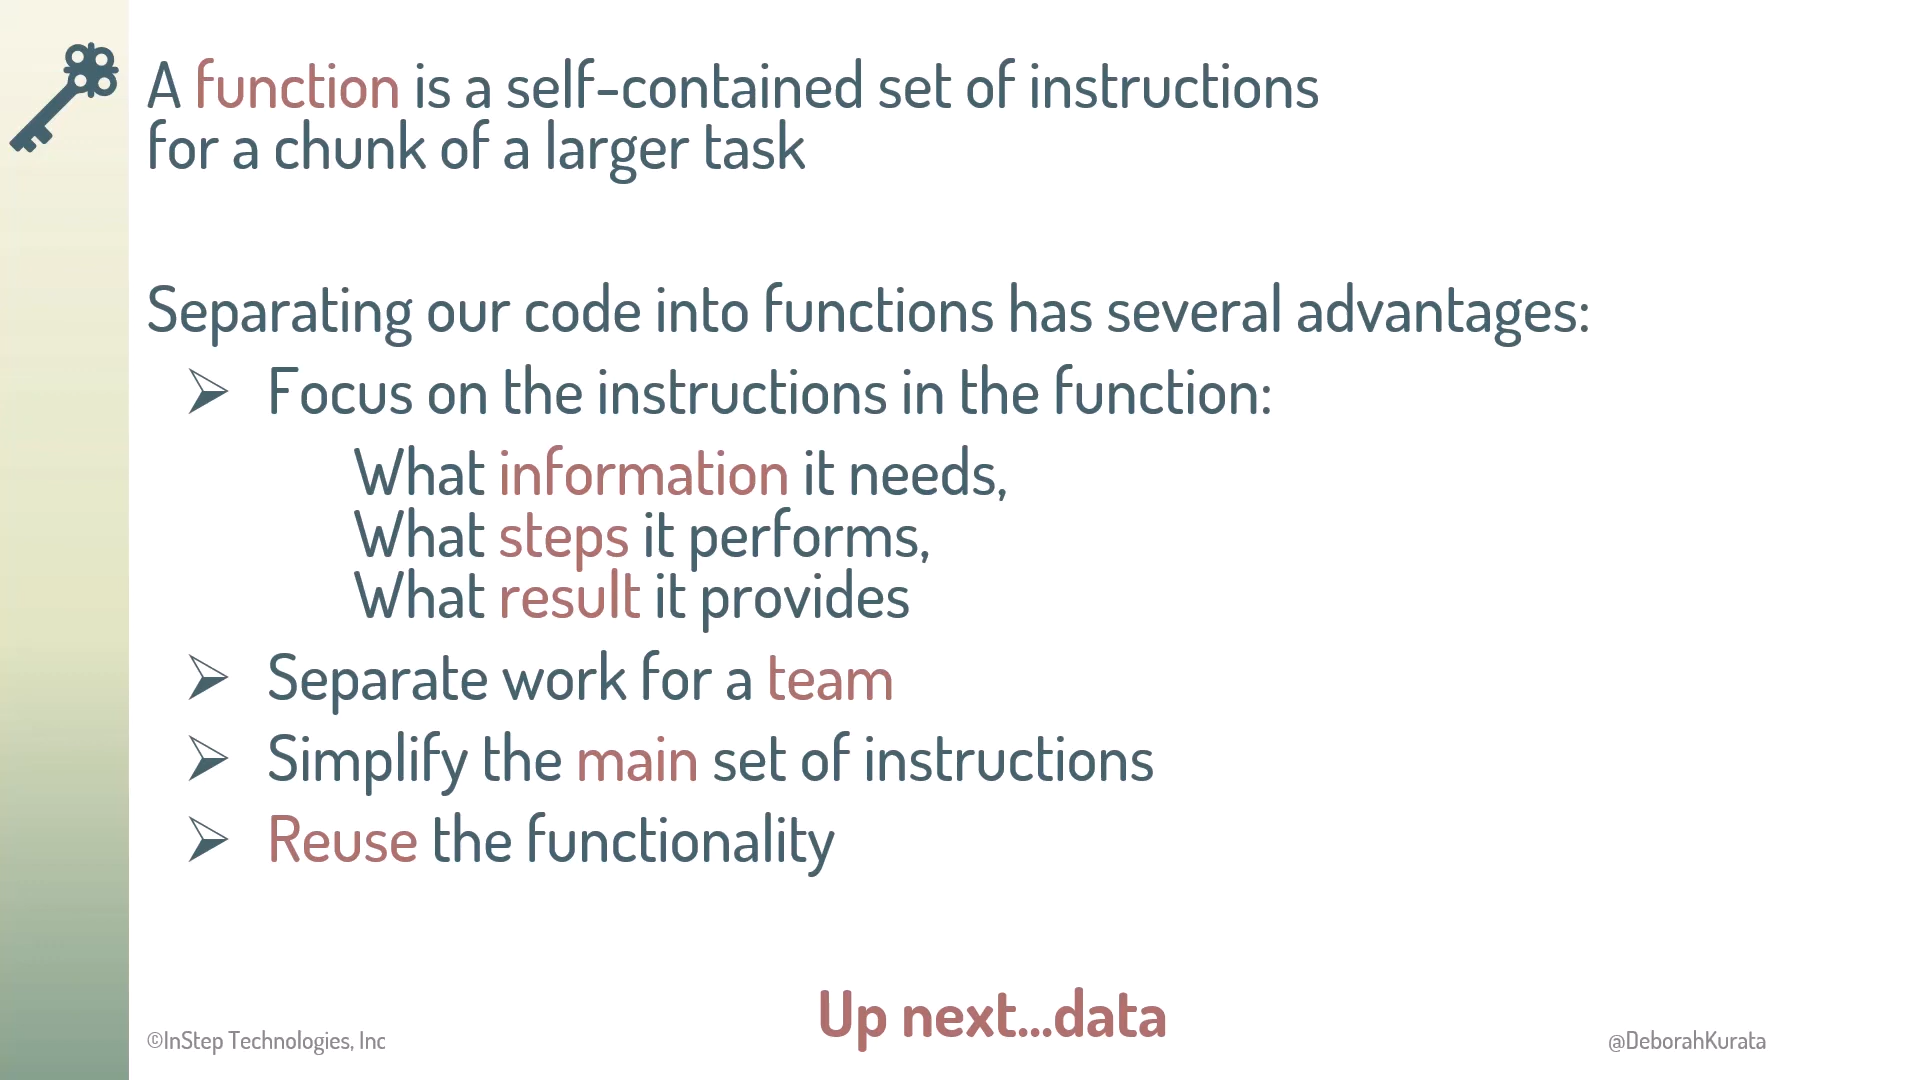 A function is a self-contained set of instructions
for a chunk of a larger task
Separating our code into functions has several advantages:
Focus on the instructions in the function:
What information it needs,
What steps it performs,
What result it provides
Separate work for a team
Simplify the main set of instructions
Reuse the functionality
Up next...data
©InStep Technologies, Inc
@DeborahKurata